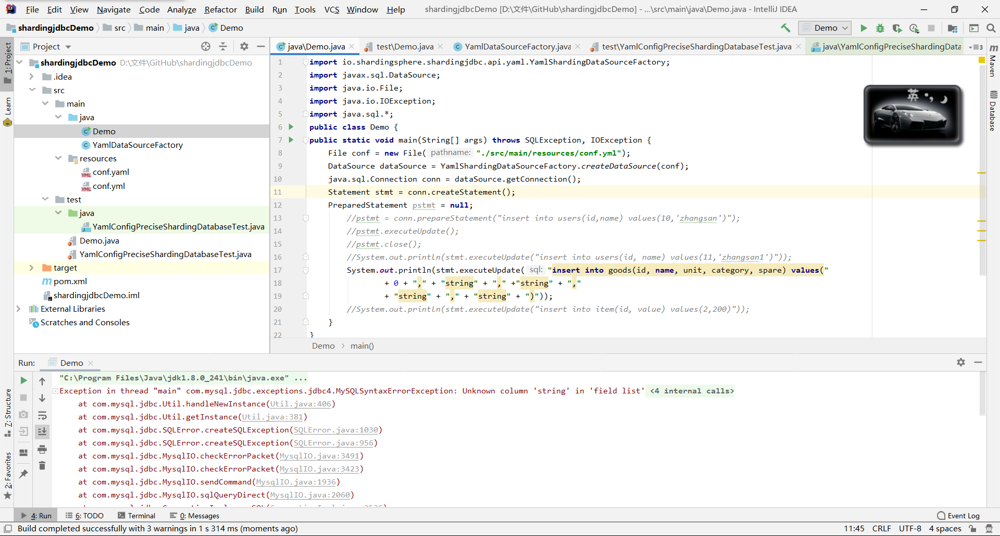 File Edit View Navigate Code Analyze Refactor Build Run Tools VCS Window Help shardingjdbcDemo [D:\文件\GitHub\shardingjdbcDemo] - ...\src\main\java\Demo.java - IntelliJ IDEA
shardingjdbcDemo src main java Demo Demo
Project
java\Demo.java test\Demo.java YamlDataSourceFactory.java test\YamlConfigPreciseShardingDatabaseTest.java java\YamlConfigPreciseShardingData 3
1: Project
Learn
7: Structure
2: Favorites
Maven
Database
shardingjdbcDemo D:\文件\GitHub\shardingjdbcDemo
.idea
src
main
java
Demo
YamlDataSourceFactory
resources
conf.yaml
conf.yml
test
java
YamlConfigPreciseShardingDatabaseTest.java
Demo.java
YamlConfigPreciseShardingDatabaseTest.java
target
pom.xml
shardingjdbcDemo.iml
External Libraries
Scratches and Consoles
1 import io.shardingsphere.shardingjdbc.api.yaml.YamlShardingDataSourceFactory;
2 import javax.sql.DataSource;
3 import java.io.File;
4 import java.io.IOException;
5 import java.sql.*;
6 public class Demo {
7 public static void main(String[] args) throws SQLException, IOException {
8 File conf = new File( pathname: "./src/main/resources/conf.yml");
9 DataSource dataSource = YamlShardingDataSourceFactory.createDataSource(conf);
10 java.sql.Connection conn = dataSource.getConnection();
11 Statement stmt = conn.createStatement();
12 PreparedStatement pstmt = null;
13 //pstmt = conn.prepareStatement("insert into users(id,name) values(10,'zhangsan')");
14 //pstmt.executeUpdate();
15 //pstmt.close();
16 //System.out.println(stmt.executeUpdate("insert into users(id, name) values(11,'zhangsan1')"));
17 System.out.println(stmt.executeUpdate( sql: "insert into goods(id, name, unit, category, spare) values("
18 + 0 + "," + "string" + "," +"string" + ","
19 + "string" + "," + "string" + ")"));
20 //System.out.println(stmt.executeUpdate("insert into item(id, value) values(2,200)"));
21 }
22 }
英 •,
Demo main()
Run: Demo
"C:\Program Files\Java\jdk1.8.0_241\bin\java.exe" ...
Exception in thread "main" com.mysql.jdbc.exceptions.jdbc4.MySQLSyntaxErrorException: Unknown column 'string' in 'field list' <4 internal calls>
at com.mysql.jdbc.Util.handleNewInstance(Util.java:406)
at com.mysql.jdbc.Util.getInstance(Util.java:381)
at com.mysql.jdbc.SQLError.createSQLException(SQLError.java:1030)
at com.mysql.jdbc.SQLError.createSQLException(SQLError.java:956)
at com.mysql.jdbc.MysqlIO.checkErrorPacket(MysqlIO.java:3491)
at com.mysql.jdbc.MysqlIO.checkErrorPacket(MysqlIO.java:3423)
at com.mysql.jdbc.MysqlIO.sendCommand(MysqlIO.java:1936)
at com.mysql.jdbc.MysqlIO.sqlQueryDirect(MysqlIO.java:2060)
4: Run 6: TODO Terminal 0: Messages Event Log
Build completed successfully with 3 warnings in 1 s 314 ms (moments ago) 11:45 CRLF UTF-8 4 spaces